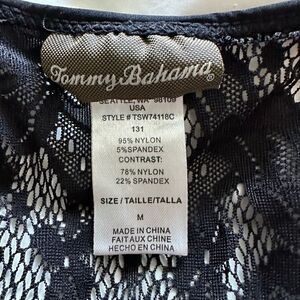 Tommy Bahama®
SEATTLE, WA 98109
USA
STYLE # TSW74118C
131
95% NYLON
5% SPANDEX
CONTRAST:
78% NYLON
22% SPANDEX
SIZE / TAILLE/TALLA
M
MADE IN CHINA
FAIT AUX CHINE
HECHO EN CHINA